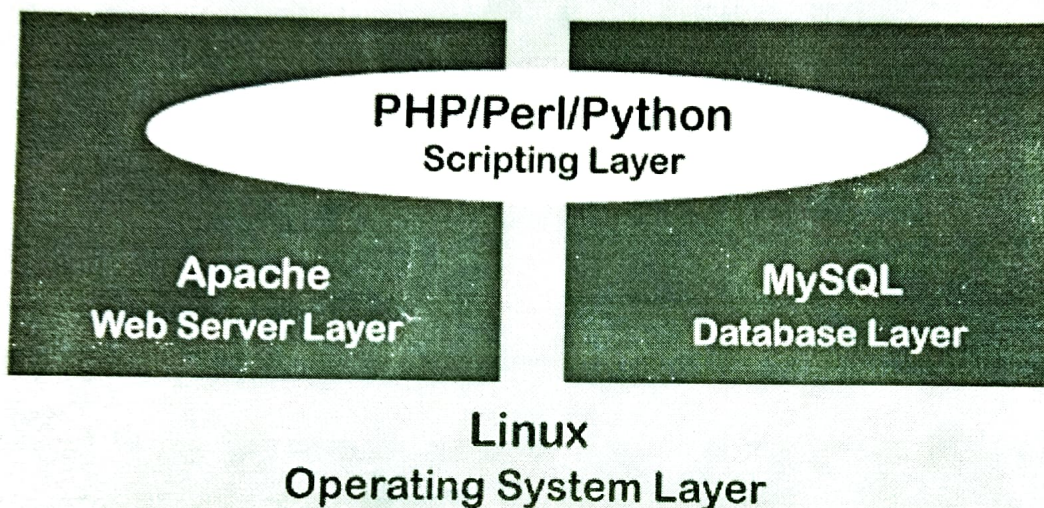 PHP/Perl/Python
Scripting Layer
Apache
Web Server Layer
MySQL
Database Layer
Linux
Operating System Layer